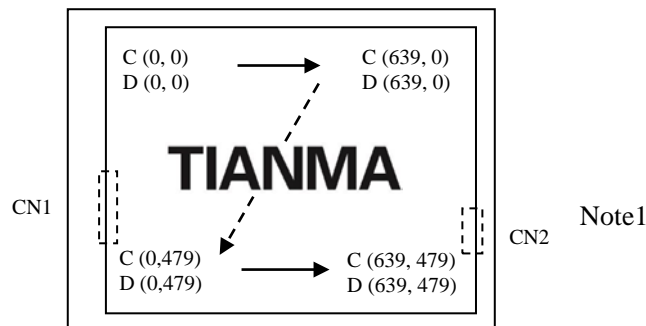 C (0, 0)
C (639, 0)
D (0, 0)
D (639, 0)
TIANMA
CN1
Note1
CN2
C (0,479)
C (639, 479)
D (0,479)
D (639, 479)